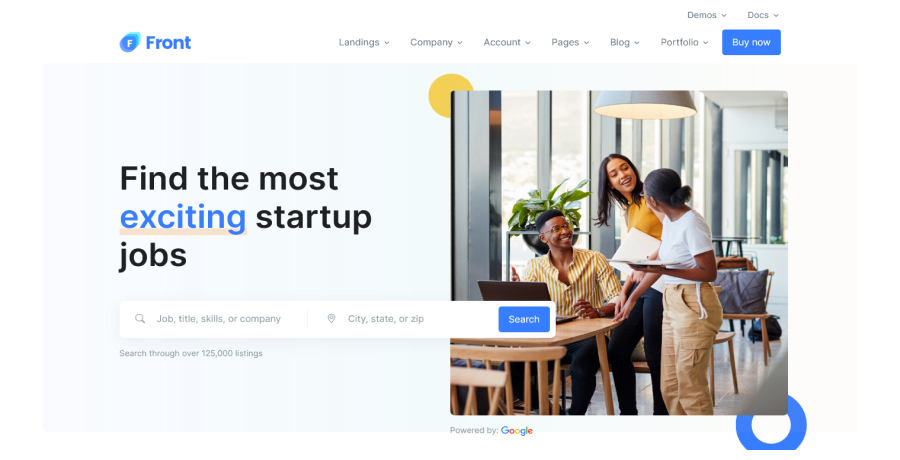 Demos Docs
F Front Landings Company Account Pages Blog Portfolio Buy now
Find the most
exciting startup
jobs
Job, title, skills, or company City, state, or zip Search
Search through over 125,000 listings
Powered by: Google